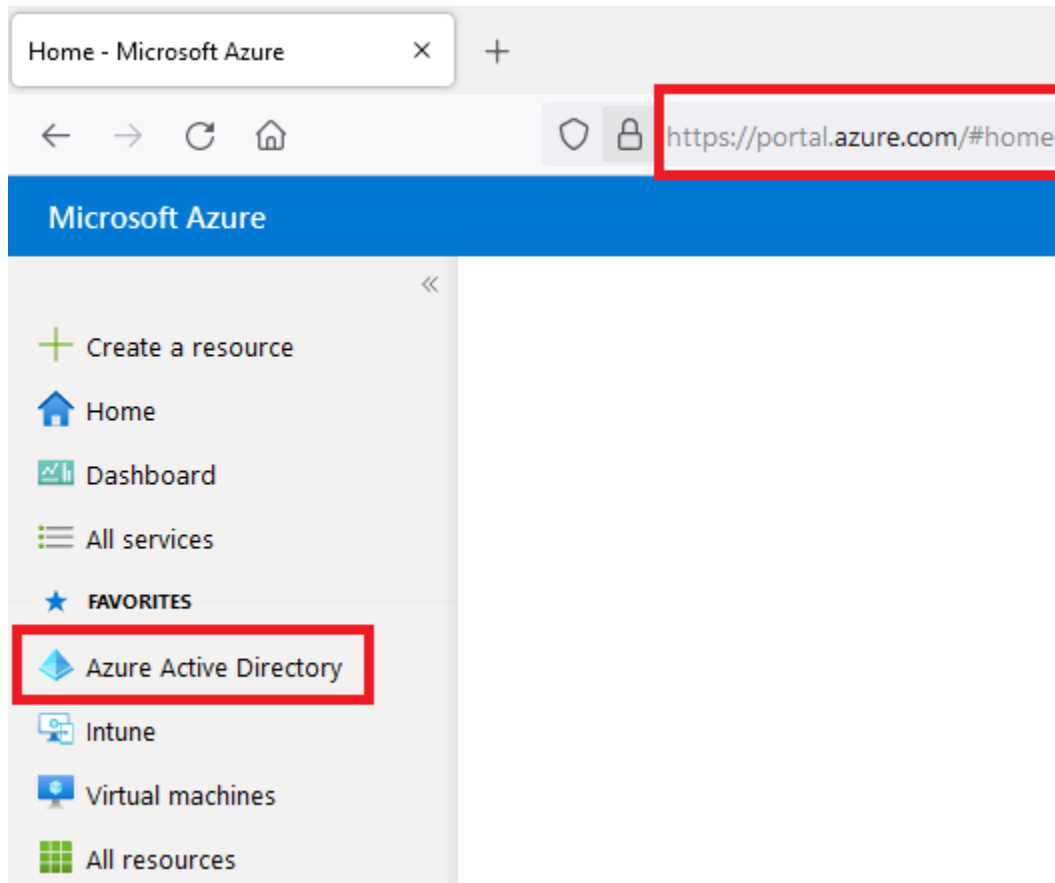 Home - Microsoft Azure
https://portal.azure.com/#home
Microsoft Azure
Create a resource
Home
Dashboard
All services
FAVORITES
Azure Active Directory
Intune
Virtual machines
All resources